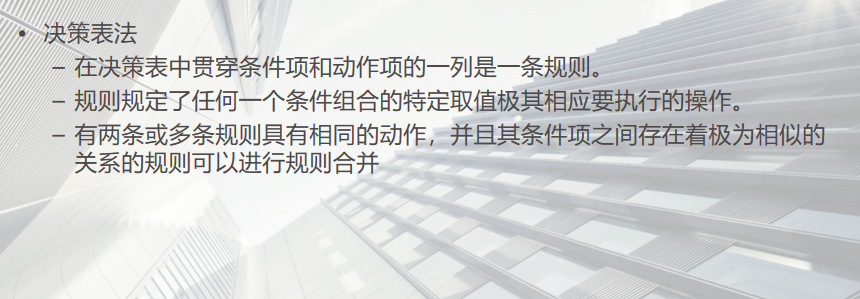 • 决策表法
– 在决策表中贯穿条件项和动作项的一列是一条规则。
– 规则规定了任何一个条件组合的特定取值极其相应要执行的操作。
– 有两条或多条规则具有相同的动作，并且其条件项之间存在着极为相似的
关系的规则可以进行规则合并